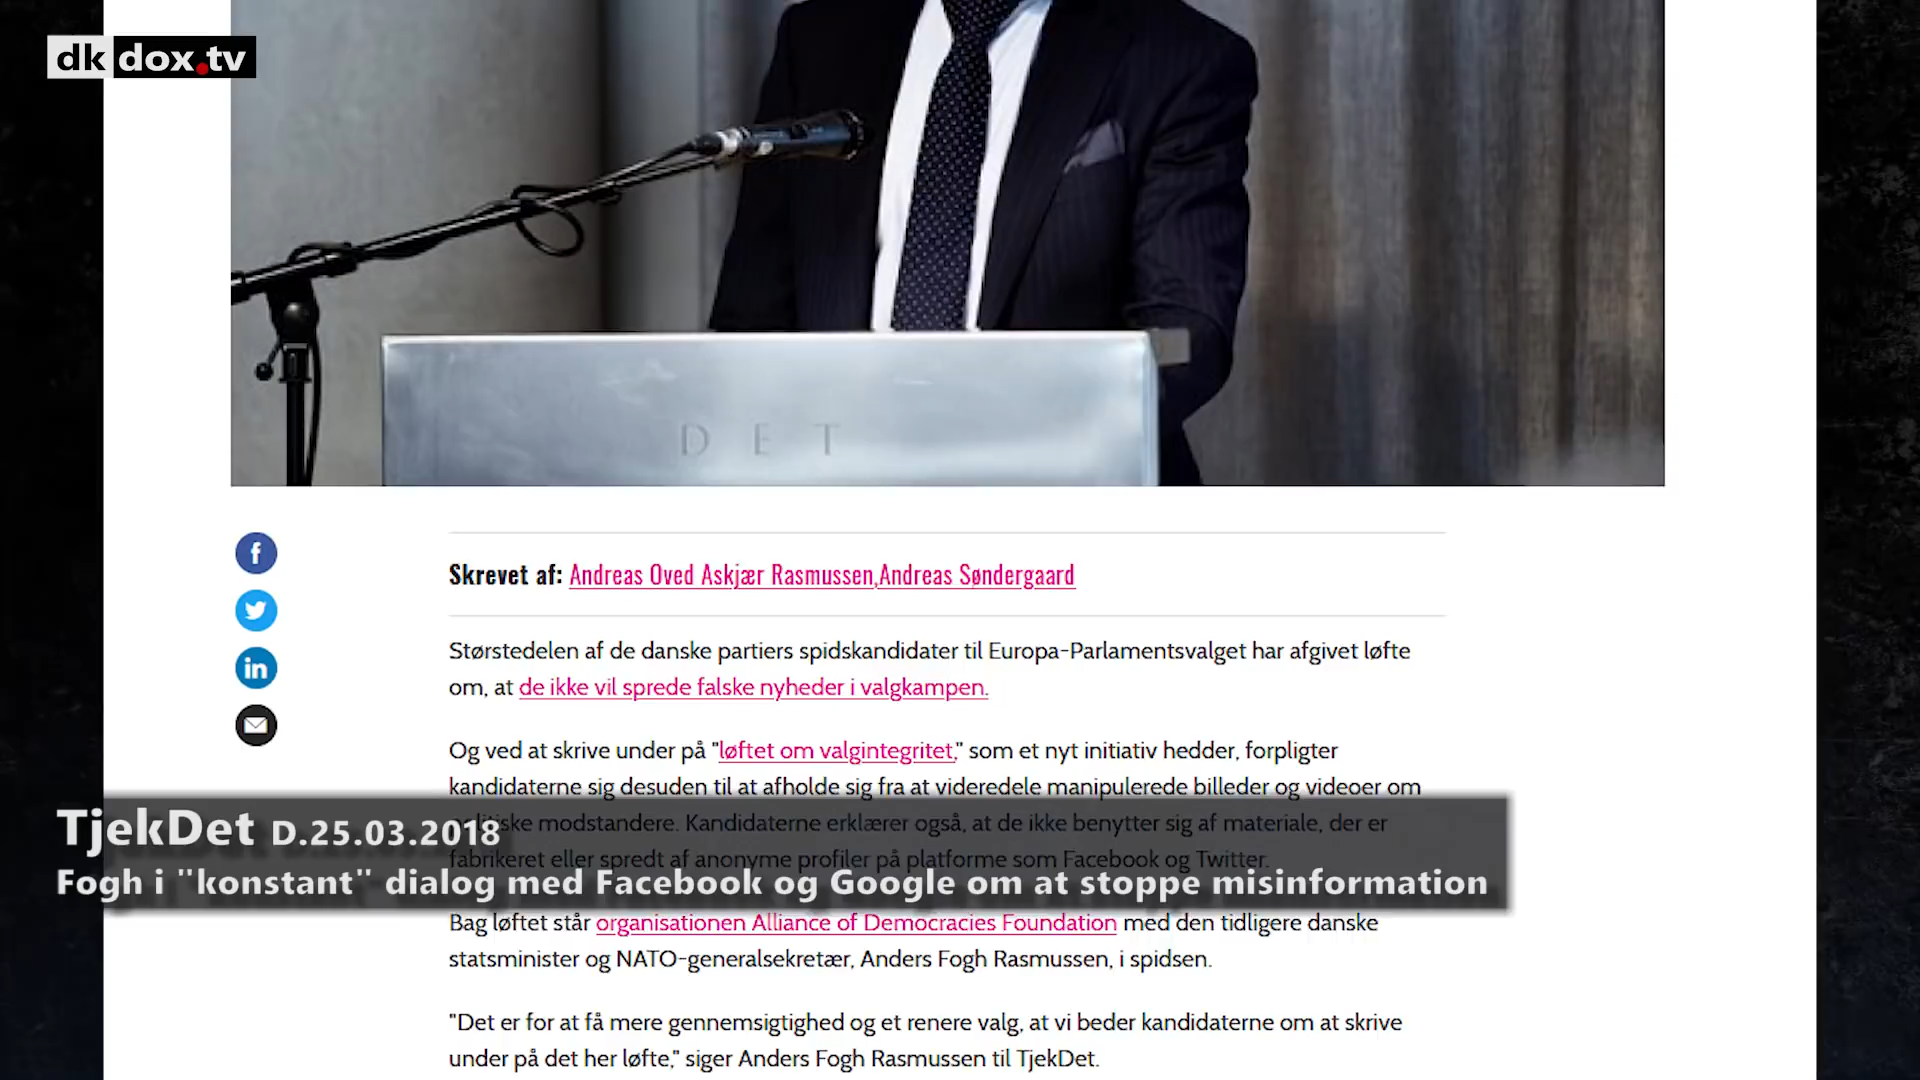 dk dox.tv
DET
Skrevet af: Andreas Oved Askjær Rasmussen,Andreas Søndergaard
Størstedelen af de danske partiers spidskandidater til Europa-Parlamentsvalget har afgivet løfte
om, at de ikke vil sprede falske nyheder i valgkampen.
Og ved at skrive under på "løftet om valgintegritet," som et nyt initiativ hedder, forpligter
kandidaterne sig desuden til at afholde sig fra at videredele manipulerede billeder og videoer om
politiske modstandere. Kandidaterne erklærer også, at de ikke benytter sig af materiale, der er
fabrikeret eller spredt af anonyme profiler på platforme som Facebook og Twitter.
TjekDet D.25.03.2018
Fogh i "konstant" dialog med Facebook og Google om at stoppe misinformation
Bag løftet står organisationen Alliance of Democracies Foundation med den tidligere danske
statsminister og NATO-generalsekretær, Anders Fogh Rasmussen, i spidsen.
"Det er for at få mere gennemsigtighed og et renere valg, at vi beder kandidaterne om at skrive
under på det her løfte," siger Anders Fogh Rasmussen til TjekDet.